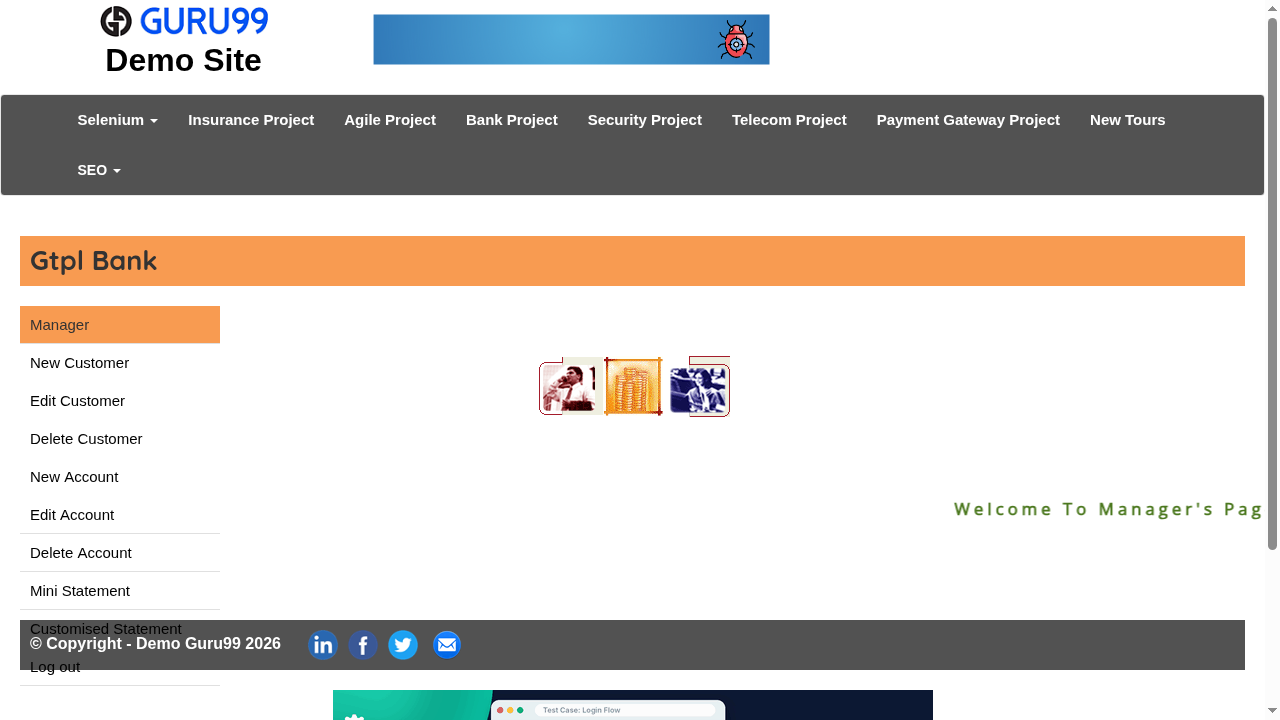 GURU99
Demo Site
Selenium Insurance Project Agile Project Bank Project Security Project Telecom Project Payment Gateway Project New Tours
SEO
Gtpl Bank
Manager
New Customer
Edit Customer
Delete Customer
New Account
Edit Account
Welcome To Manager's Pag
Delete Account
Mini Statement
Customised Statement
© Copyright - Demo Guru99 2026
Log out
Test Case: Login Flow